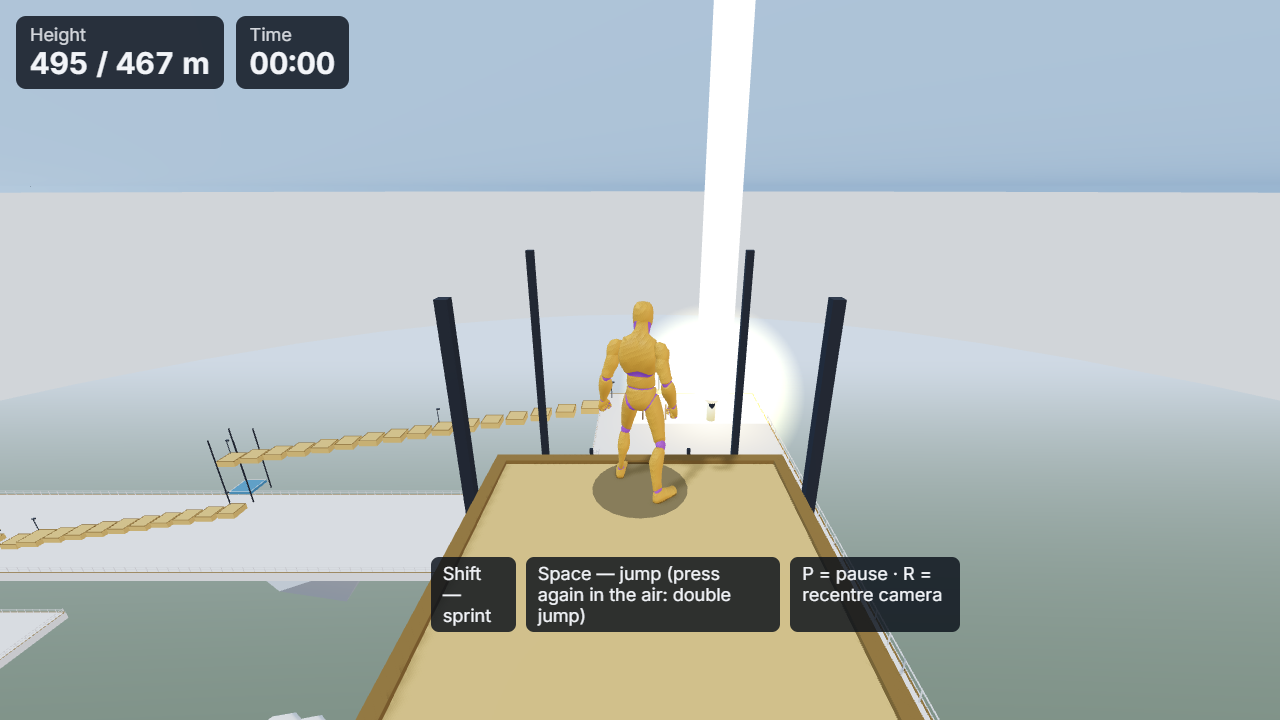 Height
495 / 467 m
Time
00:00
Shift
—
sprint
Space — jump (press
again in the air: double
jump)
P = pause · R =
recentre camera